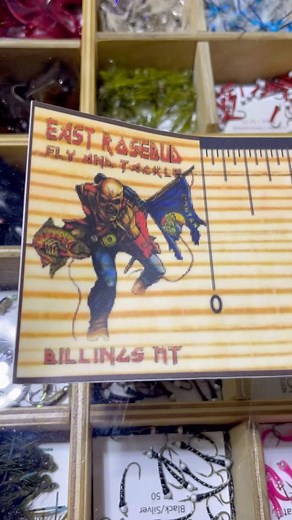 EAST ROSEBUD
FLY AND TACKLE
0
BILLINGS MT
Black/Silver
50